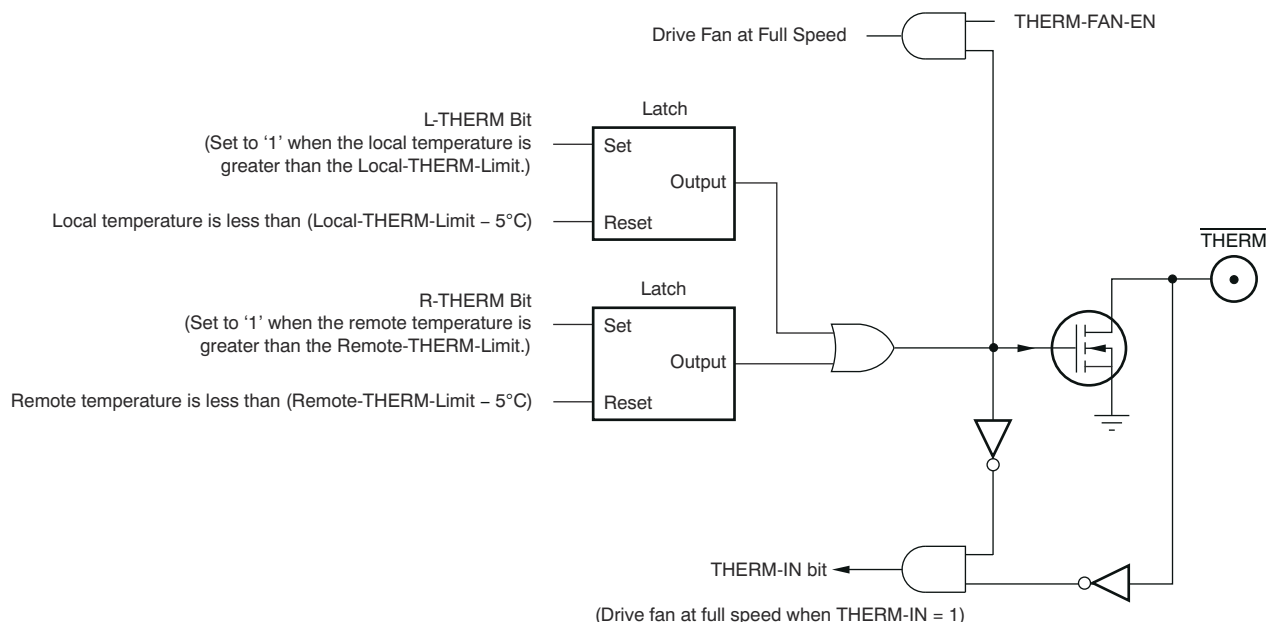 THERM-FAN-EN
Drive Fan at Full Speed
Latch
L-THERM Bit
(Set to ‘1’ when the local temperature is
greater than the Local-THERM-Limit.)
Set
Output
Local temperature is less than (Local-THERM-Limit – 5°C)
Reset
THERM
Latch
R-THERM Bit
(Set to ‘1’ when the remote temperature is
greater than the Remote-THERM-Limit.)
Set
Output
Remote temperature is less than (Remote-THERM-Limit – 5°C)
Reset
THERM-IN bit
(Drive fan at full speed when THERM-IN = 1)